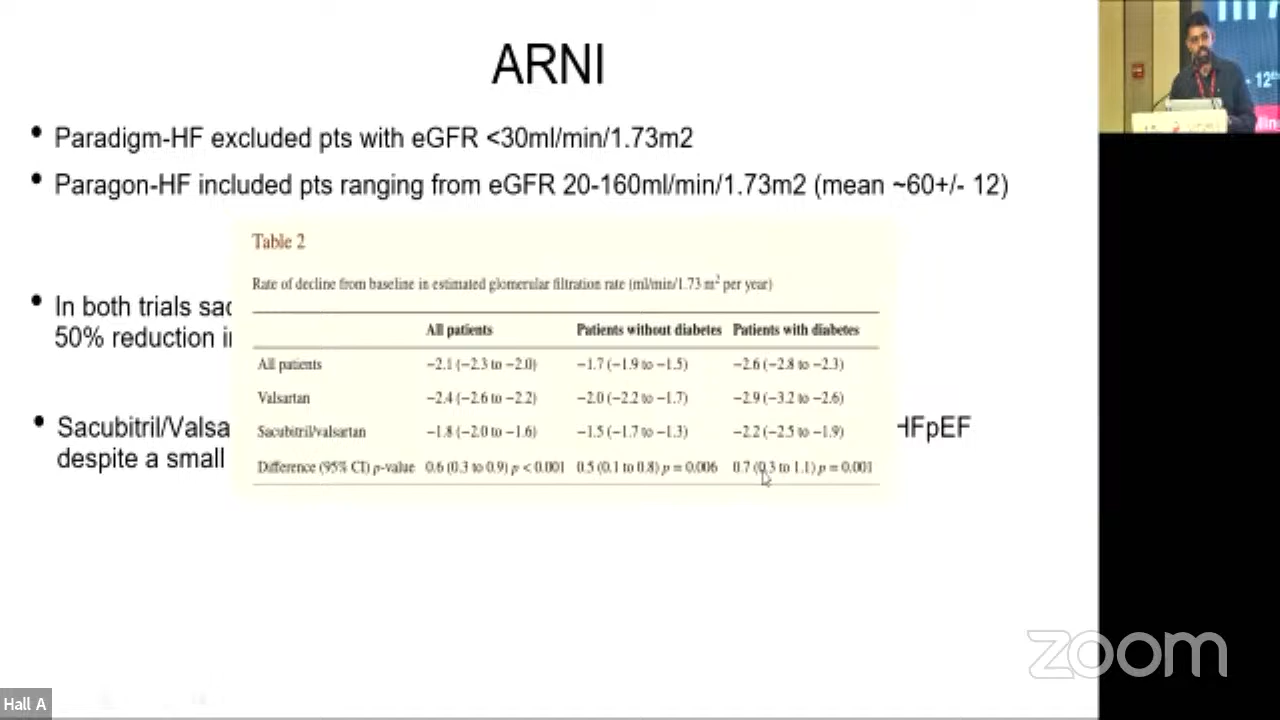 ARNI
• Paradigm-HF excluded pts with eGFR <30ml/min/1.73m2
• Paragon-HF included pts ranging from eGFR 20-160ml/min/1.73m2 (mean ~60+/- 12)
Table 2
Rate of decline from baseline in estimated glomerular filtration rate (ml/min/1.73 m² per year)
• In both trials
50% reduction
All patients Patients without diabetes Patients with diabetes
All patients −2.1 (−2.3 to −2.0) −1.7 (−1.9 to −1.5) −2.6 (−2.8 to −2.3)
Valsartan −2.4 (−2.6 to −2.2) −2.0 (−2.2 to −1.7) −2.9 (−3.2 to −2.6)
• Sacubitril/Valsa HFpEF
despite a small
Sacubitril/valsartan −1.8 (−2.0 to −1.6) −1.5 (−1.7 to −1.3) −2.2 (−2.5 to −1.9)
Difference (95% CI) p-value 0.6 (0.3 to 0.9) p < 0.001 0.5 (0.1 to 0.8) p = 0.006 0.7 (0.3 to 1.1) p = 0.001
zoom
Hall A